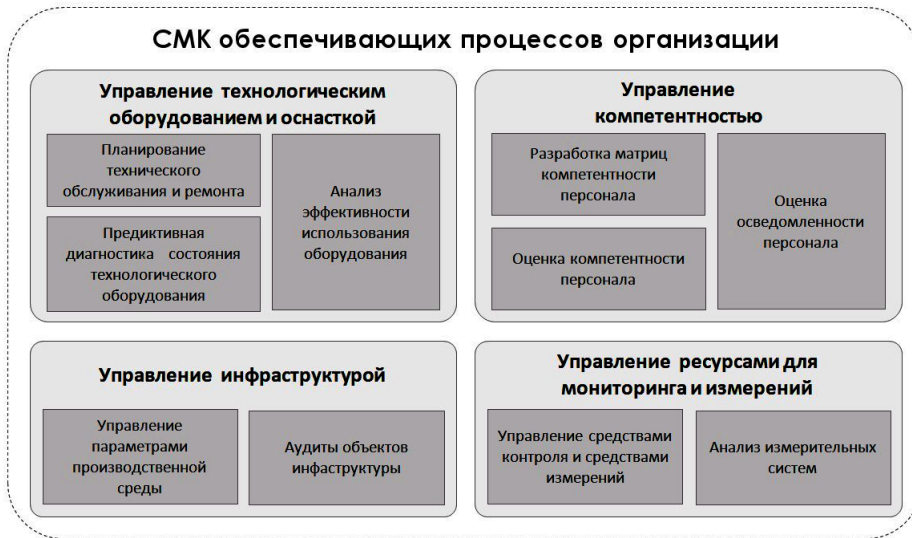 СМК обеспечивающих процессов организации
Управление технологическим
оборудованием и оснасткой
Планирование
технического
обслуживания и ремонта
Предиктивная
диагностика состояния
технологического
оборудования
Анализ
эффективности
использования
оборудования
Управление
компетентностью
Разработка матриц
компетентности
персонала
Оценка компетентности
персонала
Оценка
осведомленности
персонала
Управление инфраструктурой
Управление
параметрами
производственной
среды
Аудиты объектов
инфаструктуры
Управление ресурсами для
мониторинга и измерений
Управление средствами
контроля и средствами
измерений
Анализ измерительных
систем